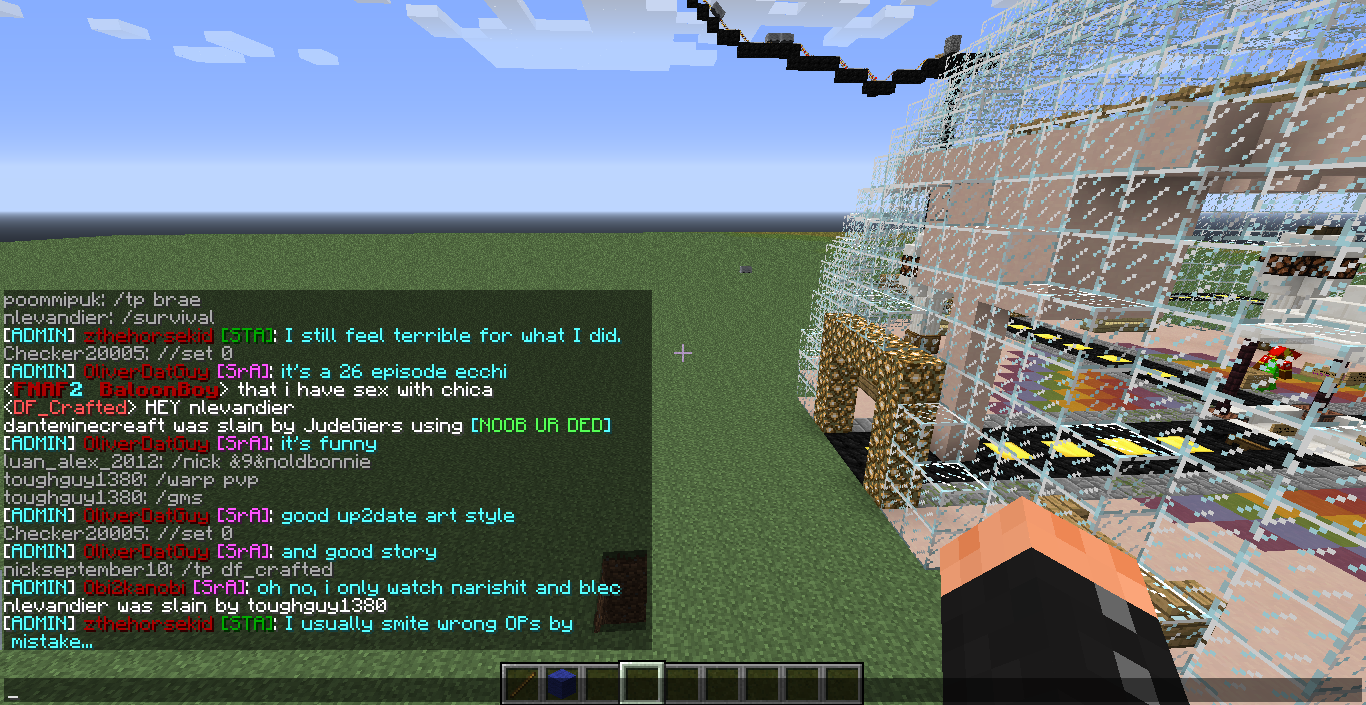 poommipuk: /tp brae
nlevandier: /survival
[ADMIN] zthehorsekid [STA]: I still feel terrible for what I did.
Checker20005: //set 0
[ADMIN] OliverDatGuy [SrA]: it's a 26 episode ecchi
<FNAF2 BaloonBoy> that i have sex with chica
<DF_Crafted> HEY nlevandier
danteminecreaft was slain by JudeGiers using [NOOB UR DED]
[ADMIN] OliverDatGuy [SrA]: it's funny
luan_alex_2012: /nick &9&noldbonnie
toughguy1380: /warp pvp
toughguy1380: /gms
[ADMIN] OliverDatGuy [SrA]: good up2date art style
Checker20005: //set 0
[ADMIN] OliverDatGuy [SrA]: and good story
nickseptember10: /tp df_crafted
[ADMIN] Obi2kanobi [SrA]: oh no, i only watch narishit and blec
nlevandier was slain by toughguy1380
[ADMIN] zthehorsekid [STA]: I usually smite wrong OPs by
mistake...
_